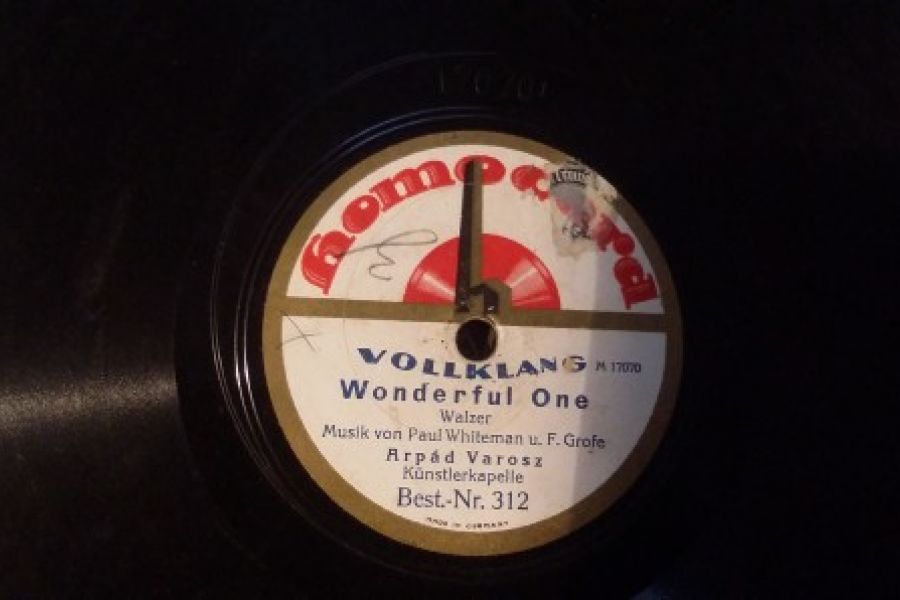 VOLLKLANG M 17070
Wonderful One
Walzer
Musik von Paul Whiteman u. F. Grofe
Arpád Varosz
Künstlerkapelle
Best.-Nr. 312
MADE IN GERMANY